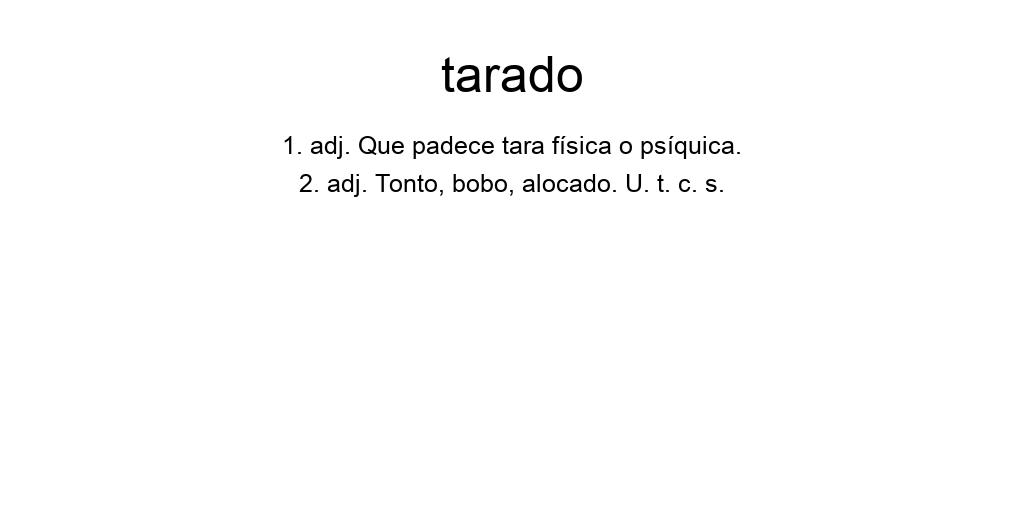 tarado
1. adj. Que padece tara física o psíquica.
2. adj. Tonto, bobo, alocado. U. t. c. s.